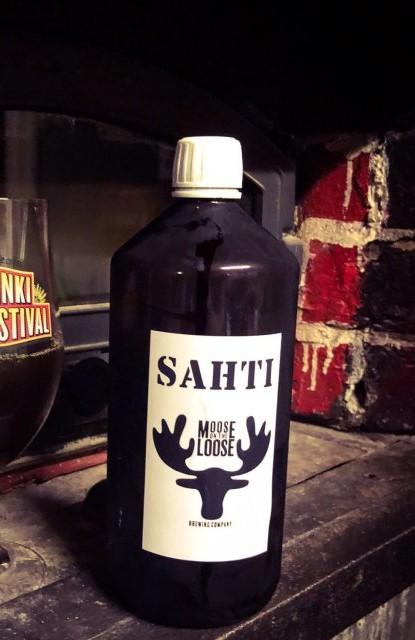 NKI
STIVAL
SAHTI
MOOSE
ON THE
LOOSE
BREWING COMPANY